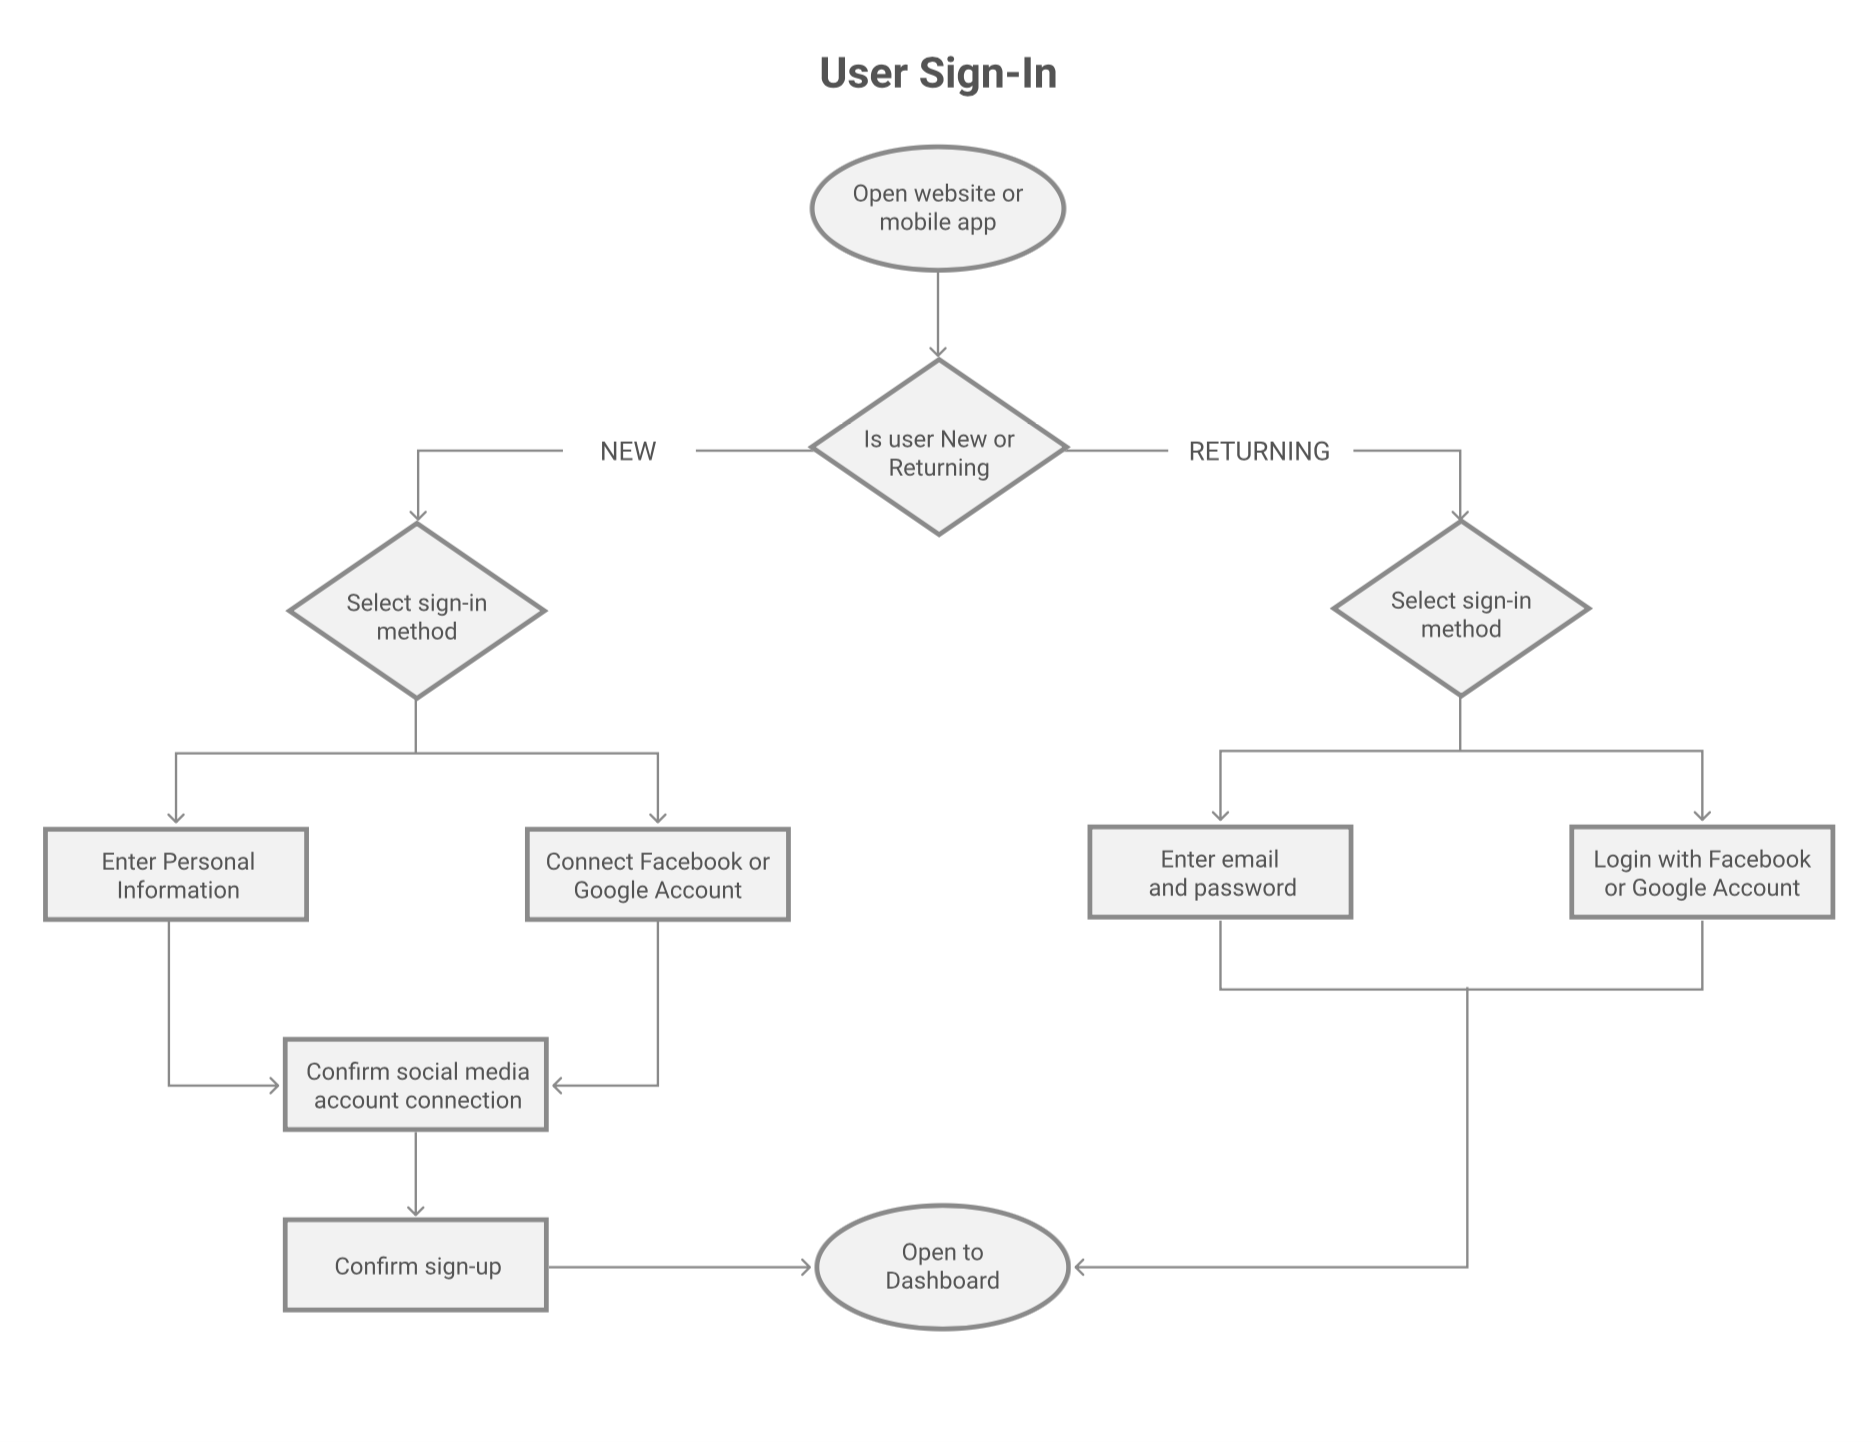 User Sign-In
Open website or
mobile app
Is user New or
Returning
NEW
RETURNING
Select sign-in
method
Select sign-in
method
Enter Personal
Information
Connect Facebook or
Google Account
Enter email
and password
Login with Facebook
or Google Account
Confirm social media
account connection
Confirm sign-up
Open to
Dashboard